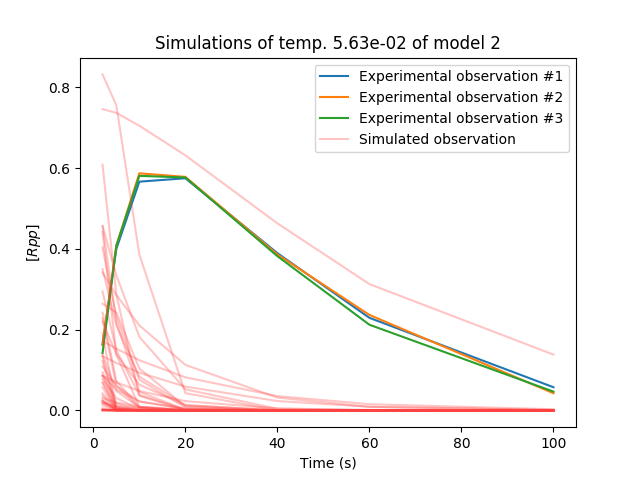 Simulations of temp. 5.63e-02 of model 2
Experimental observation #1
Experimental observation #2
Experimental observation #3
Simulated observation
[Rpp]
0.8
0.6
0.4
0.2
0.0
0 20 40 60 80 100
Time (s)